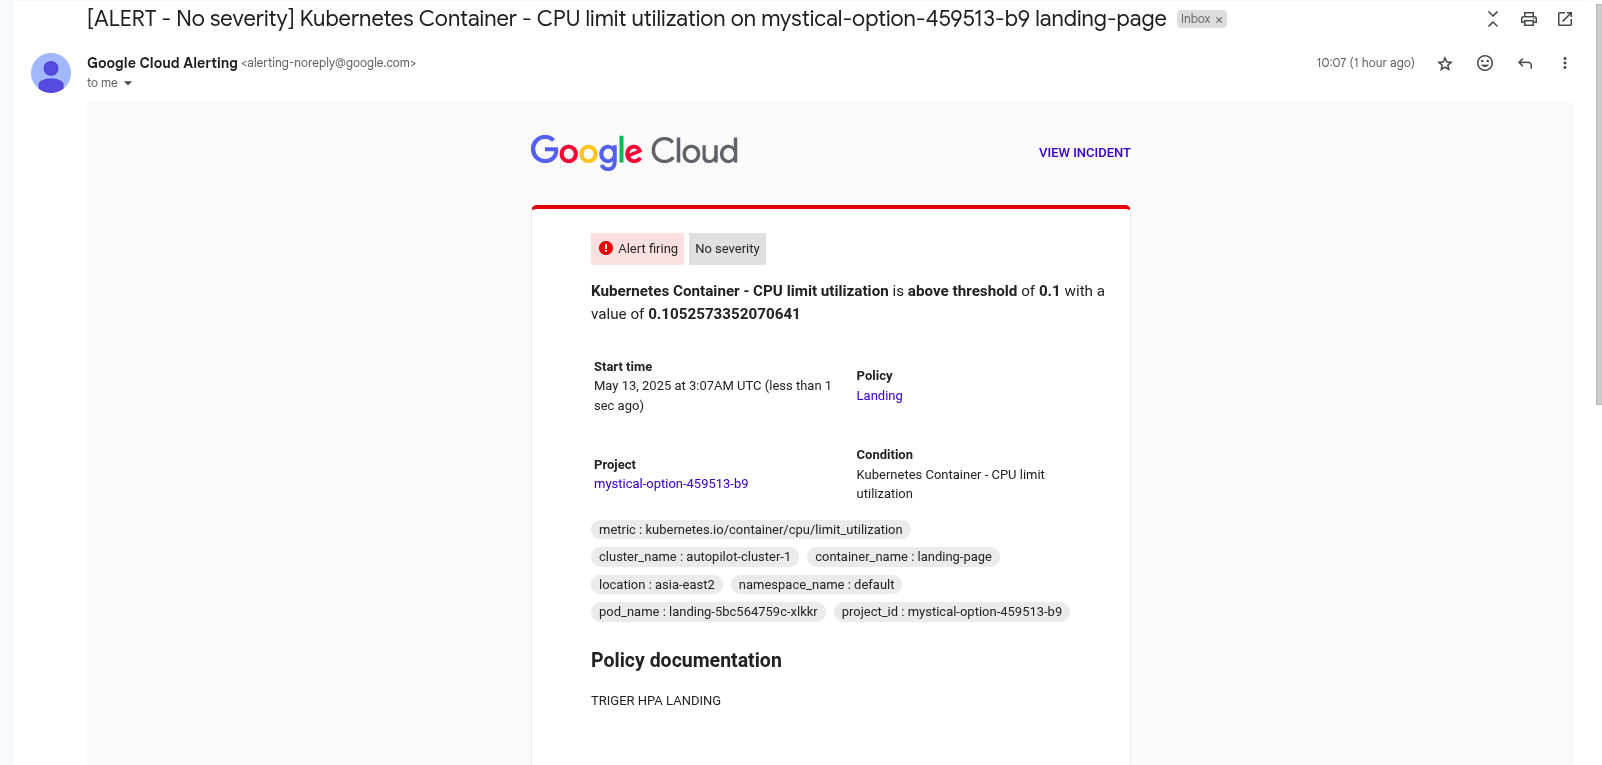 [ALERT - No severity] Kubernetes Container - CPU limit utilization on mystical-option-459513-b9 landing-page Inbox ×
Google Cloud Alerting <alerting-noreply@google.com> 10:07 (1 hour ago)
to me
Google Cloud VIEW INCIDENT
Alert firing No severity
Kubernetes Container - CPU limit utilization is above threshold of 0.1 with a
value of 0.1052573352070641
Start time
May 13, 2025 at 3:07AM UTC (less than 1
sec ago)
Policy
Landing
Project
mystical-option-459513-b9
Condition
Kubernetes Container - CPU limit
utilization
metric : kubernetes.io/container/cpu/limit_utilization
cluster_name : autopilot-cluster-1 container_name : landing-page
location : asia-east2 namespace_name : default
pod_name : landing-5bc564759c-xlkkr project_id : mystical-option-459513-b9
Policy documentation
TRIGER HPA LANDING